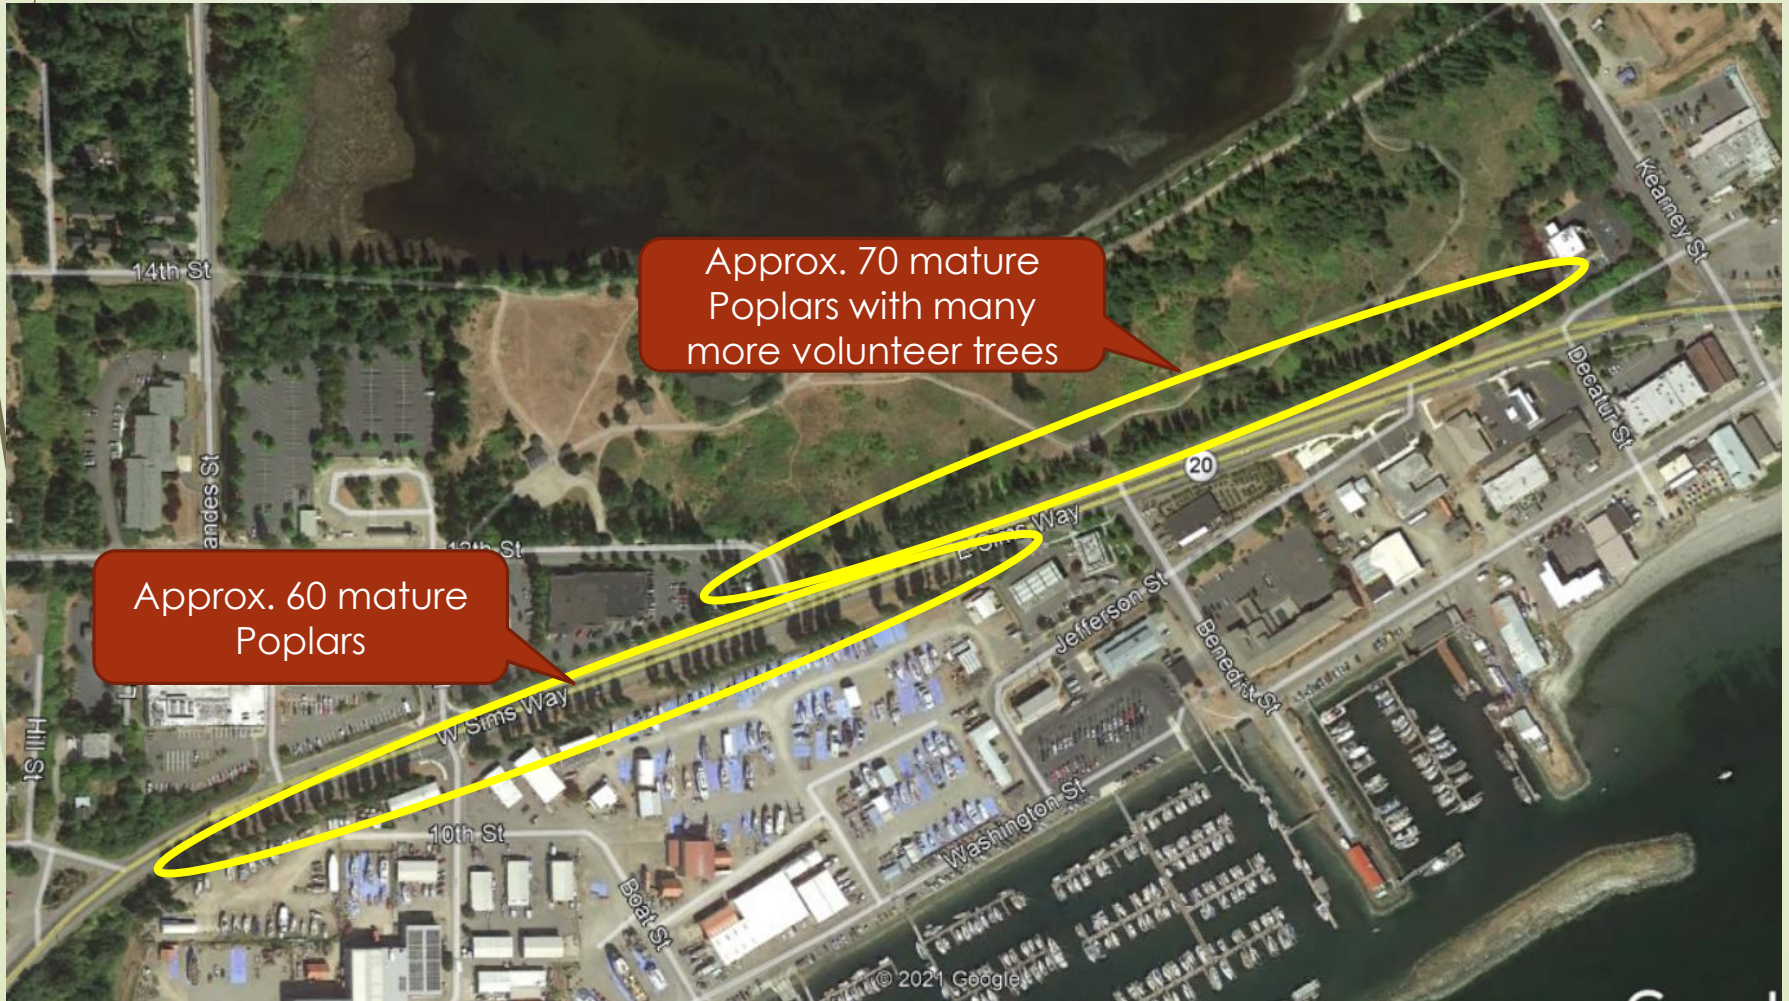 Kearney St
14th St
Approx. 70 mature
Poplars with many
more volunteer trees
Decatur St
andes St
20
E Sims Way
12th St
Approx. 60 mature
Poplars
Jefferson St
Benedict St
W Sims Way
Hill St
Washington St
10th St
Boat St
© 2021 Google